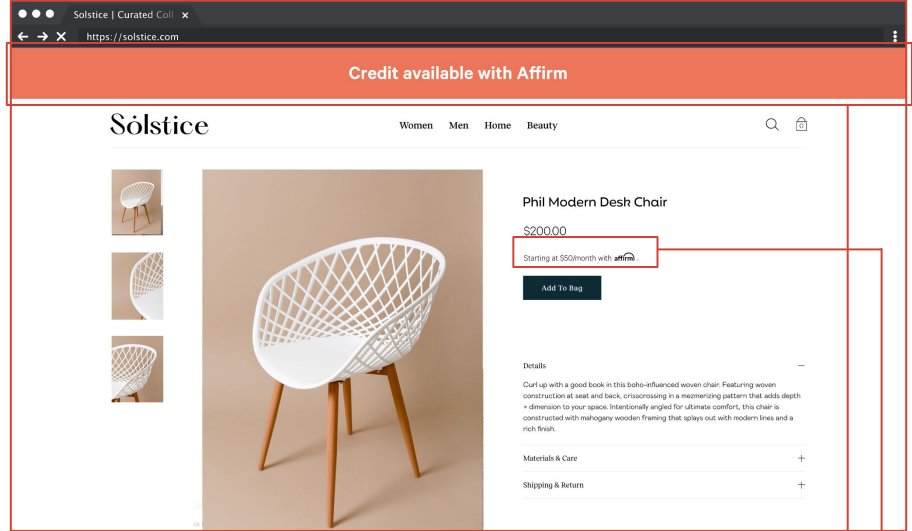 Solstice | Curated Coll ×
https://solstice.com
Credit available with Affirm
Sólstice
Women Men Home Beauty
0
Phil Modern Desk Chair
$200.00
Starting at $50/month with affirm .
Add To Bag
Details
Curl up with a good book in this boho-influenced woven chair. Featuring woven
construction at seat and back, crisscrossing in a mezmerizing pattern that adds depth
+ dimension to your space. Intentionally angled for ultimate comfort, this chair is
constructed with mahogany wooden framing that splays out with modern lines and a
rich finish.
Materials & Care
Shipping & Return